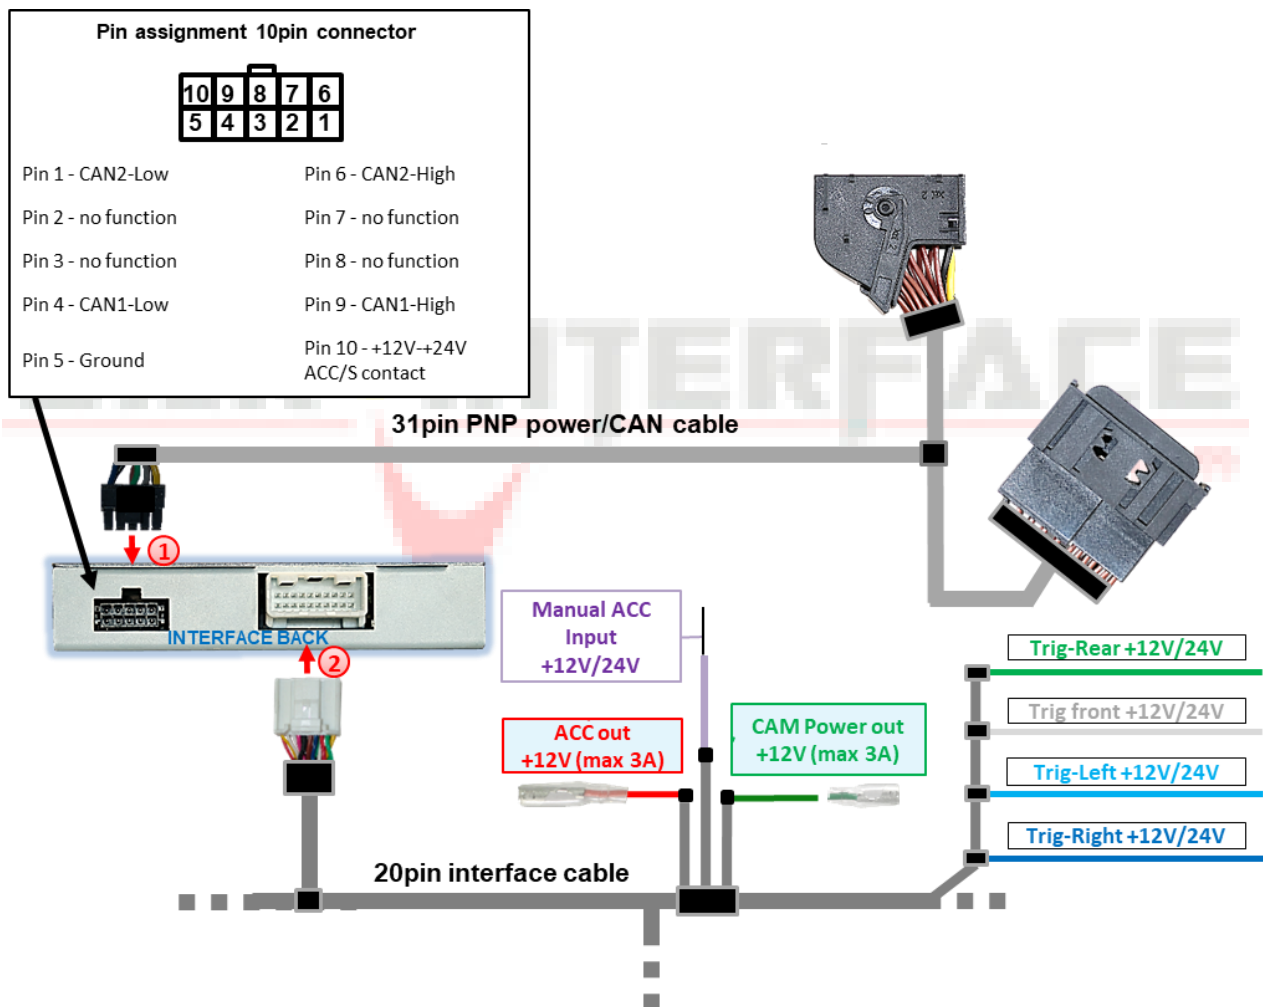 Pin assignment 10pin connector
10 9 8 7 6
5 4 3 2 1
Pin 1 - CAN2-Low
Pin 6 - CAN2-High
Pin 2 - no function
Pin 7 - no function
Pin 3 - no function
Pin 8 - no function
Pin 4 - CAN1-Low
Pin 9 - CAN1-High
Pin 5 - Ground
Pin 10 - +12V-+24V
ACC/S contact
INTERFACE
31pin PNP power/CAN cable
1
INTERFACE BACK
2
Manual ACC
Input
+12V/24V
ACC out
+12V (max 3A)
CAM Power out
+12V (max 3A)
Trig-Rear +12V/24V
Trig front +12V/24V
Trig-Left +12V/24V
Trig-Right +12V/24V
20pin interface cable